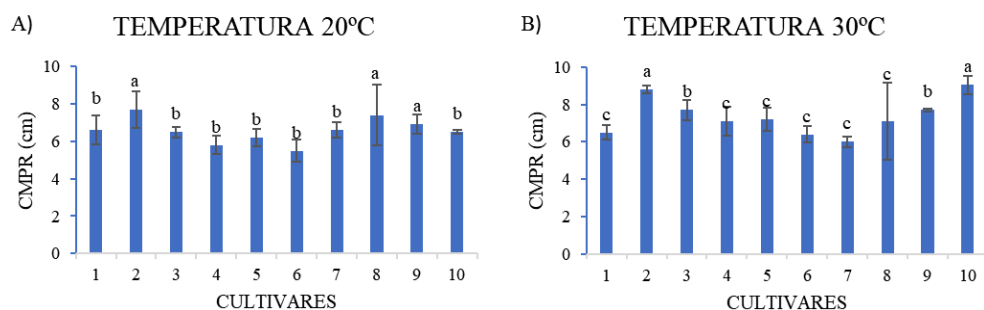 A) TEMPERATURA 20ºC
CMPR (cm)
10
8
6
4
2
0
b a b b b b b a a b
1 2 3 4 5 6 7 8 9 10
CULTIVARES
B) TEMPERATURA 30ºC
CMPR (cm)
10
8
6
4
2
0
c a b c c c c c b a
1 2 3 4 5 6 7 8 9 10
CULTIVARES